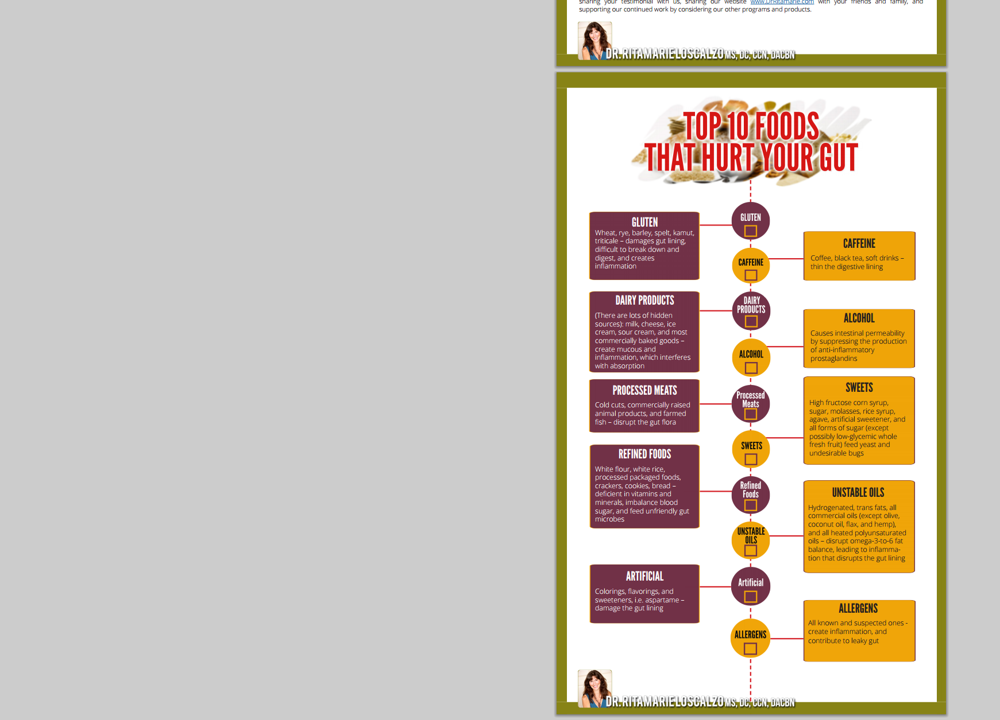 sharing your testimonial with us, sharing our website www.DrRitamarie.com with your friends and family, and
supporting our continued work by considering our other programs and products.
DR.RITAMARIE LOSCALZO MS, DC, CCN, DACBN
TOP 10 FOODS
THAT HURT YOUR GUT
GLUTEN
GLUTEN
Wheat, rye, barley, spelt, kamut,
triticale – damages gut lining,
difficult to break down and
digest, and creates
inflammation
CAFFEINE
CAFFEINE
Coffee, black tea, soft drinks –
thin the digestive lining
DAIRY PRODUCTS
(There are lots of hidden
sources): milk, cheese, ice
cream, sour cream, and most
commercially baked goods –
create mucous and
inflammation, which interferes
with absorption
DAIRY
PRODUCTS
ALCOHOL
ALCOHOL
Causes intestinal permeability
by suppressing the production
of anti-inflammatory
prostaglandins
PROCESSED MEATS
Cold cuts, commercially raised
animal products, and farmed
fish – disrupt the gut flora
Processed
Meats
SWEETS
SWEETS
High fructose corn syrup,
sugar, molasses, rice syrup,
agave, artificial sweetener, and
all forms of sugar (except
possibly low-glycemic whole
fresh fruit) feed yeast and
undesirable bugs
REFINED FOODS
White flour, white rice,
processed packaged foods,
crackers, cookies, bread –
deficient in vitamins and
minerals, imbalance blood
sugar, and feed unfriendly gut
microbes
Refined
Foods
UNSTABLE
OILS
UNSTABLE OILS
Hydrogenated, trans fats, all
commercial oils (except olive,
coconut oil, flax, and hemp),
and all heated polyunsaturated
oils – disrupt omega-3-to-6 fat
balance, leading to inflamma-
tion that disrupts the gut lining
ARTIFICIAL
Colorings, flavorings, and
sweeteners, i.e. aspartame –
damage the gut lining
Artificial
ALLERGENS
ALLERGENS
All known and suspected ones -
create inflammation, and
contribute to leaky gut
DR.RITAMARIE LOSCALZO MS, DC, CCN, DACBN